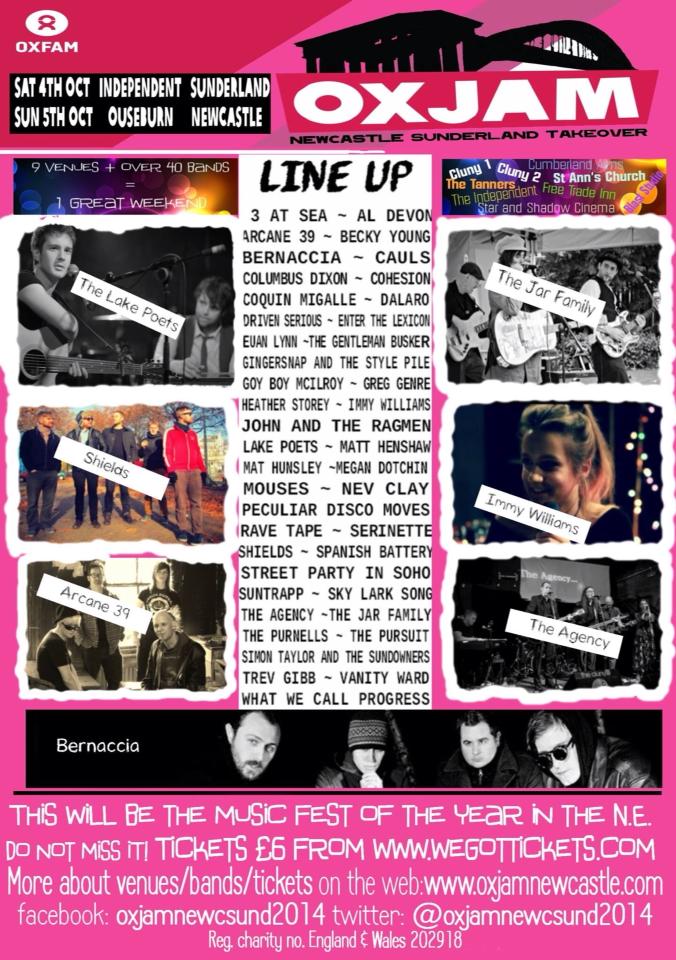 OXFAM
SAT 4TH OCT INDEPENDENT SUNDERLAND
SUN 5TH OCT OUSEBURN NEWCASTLE
OXJAM
NEWCASTLE SUNDERLAND TAKEOVER
9 VENUES + OVER 40 BANDS
=
1 GREAT WEEKEND
LINE UP
3 AT SEA ~ AL DEVON
ARCANE 39 ~ BECKY YOUNG
BERNACCIA ~ CAULS
COLUMBUS DIXON ~ COHESION
COQUIN MIGALLE ~ DALARO
DRIVEN SERIOUS ~ ENTER THE LEXICON
EUAN LYNN ~THE GENTLEMAN BUSKER
GINGERSNAP AND THE STYLE PILE
GOY BOY MCILROY ~ GREG GENRE
HEATHER STOREY ~ IMMY WILLIAMS
JOHN AND THE RAGMEN
LAKE POETS ~ MATT HENSHAW
MAT HUNSLEY ~MEGAN DOTCHIN
MOUSES ~ NEV CLAY
PECULIAR DISCO MOVES
RAVE TAPE ~ SERINETTE
SHIELDS ~ SPANISH BATTERY
STREET PARTY IN SOHO
SUNTRAPP ~ SKY LARK SONG
THE AGENCY ~THE JAR FAMILY
THE PURNELLS ~ THE PURSUIT
SIMON TAYLOR AND THE SUNDOWNERS
TREV GIBB ~ VANITY WARD
WHAT WE CALL PROGRESS
Cluny 1 Cluny 2 Cumberland Arms
The Tanners St Ann's Church
The Independent Free Trade Inn
Star and Shadow Cinema
The Lake Poets
Shields
Arcane 39
The Jar Family
Immy Williams
The Agency...
The Agency
Bernaccia
THIS WILL BE THE MUSIC FEST OF THE YEAR IN THE N.E.
DO NOT MISS IT! TICKETS £6 FROM WWW.WEGOTTICKETS.COM
More about venues/bands/tickets on the web:www.oxjamnewcastle.com
facebook: oxjamnewcsund2014 twitter: @oxjamnewcsund2014
Reg. charity no. England & Wales 202918